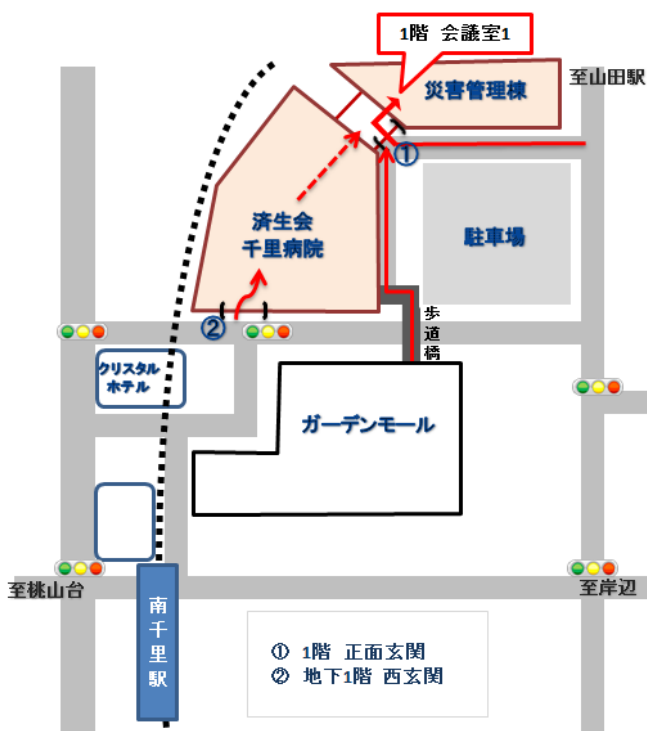 1階 会議室1
至山田駅
災害管理棟
①
済生会
千里病院
駐車場
②
歩道橋
クリスタル
ホテル
ガーデンモール
至桃山台
至岸辺
南千里駅
① 1階 正面玄関
② 地下1階 西玄関